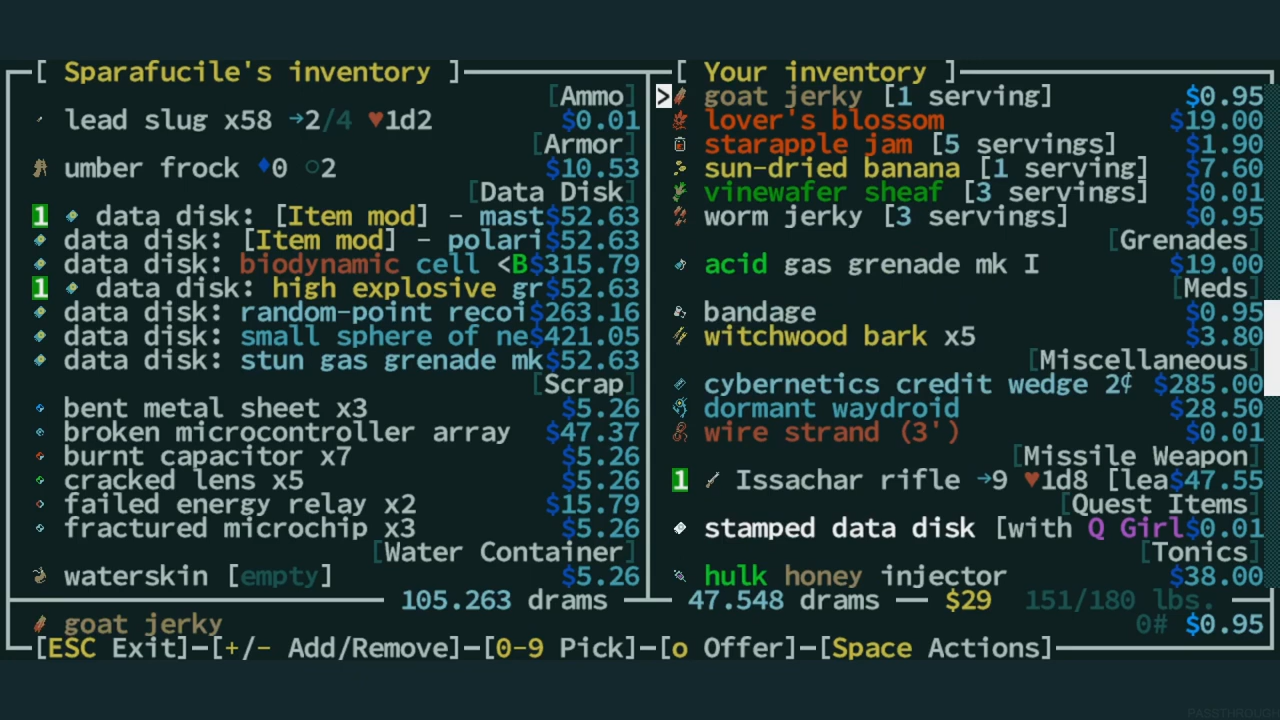 [ Sparafucile's inventory ]
[Ammo]
lead slug x58 →2/4 ♥1d2 $0.01
[Armor]
umber frock ♦0 ○2 $10.53
[Data Disk]
1 data disk: [Item mod] - mast $52.63
data disk: [Item mod] - polari $52.63
data disk: biodynamic cell <B $315.79
1 data disk: high explosive gr $52.63
data disk: random-point recoi $263.16
data disk: small sphere of ne $421.05
data disk: stun gas grenade mk $52.63
[Scrap]
bent metal sheet x3 $5.26
broken microcontroller array $47.37
burnt capacitor x7 $5.26
cracked lens x5 $5.26
failed energy relay x2 $15.79
fractured microchip x3 $5.26
[Water Container]
waterskin [empty] $5.26
105.263 drams
[ Your inventory ]
> goat jerky [1 serving] $0.95
lover's blossom $19.00
starapple jam [5 servings] $1.90
sun-dried banana [1 serving] $7.60
vinewafer sheaf [3 servings] $0.01
worm jerky [3 servings] $0.95
[Grenades]
acid gas grenade mk I $19.00
[Meds]
bandage $0.95
witchwood bark x5 $3.80
[Miscellaneous]
cybernetics credit wedge 2¢ $285.00
dormant waydroid $28.50
wire strand (3') $0.01
[Missile Weapon]
1 Issachar rifle →9 ♥1d8 [lea $47.55
[Quest Items]
stamped data disk [with Q Girl $0.01
[Tonics]
hulk honey injector $38.00
47.548 drams — $29 151/180 lbs.
goat jerky 0# $0.95
[ESC Exit]-[+/- Add/Remove]-[0-9 Pick]-[o Offer]-[Space Actions]